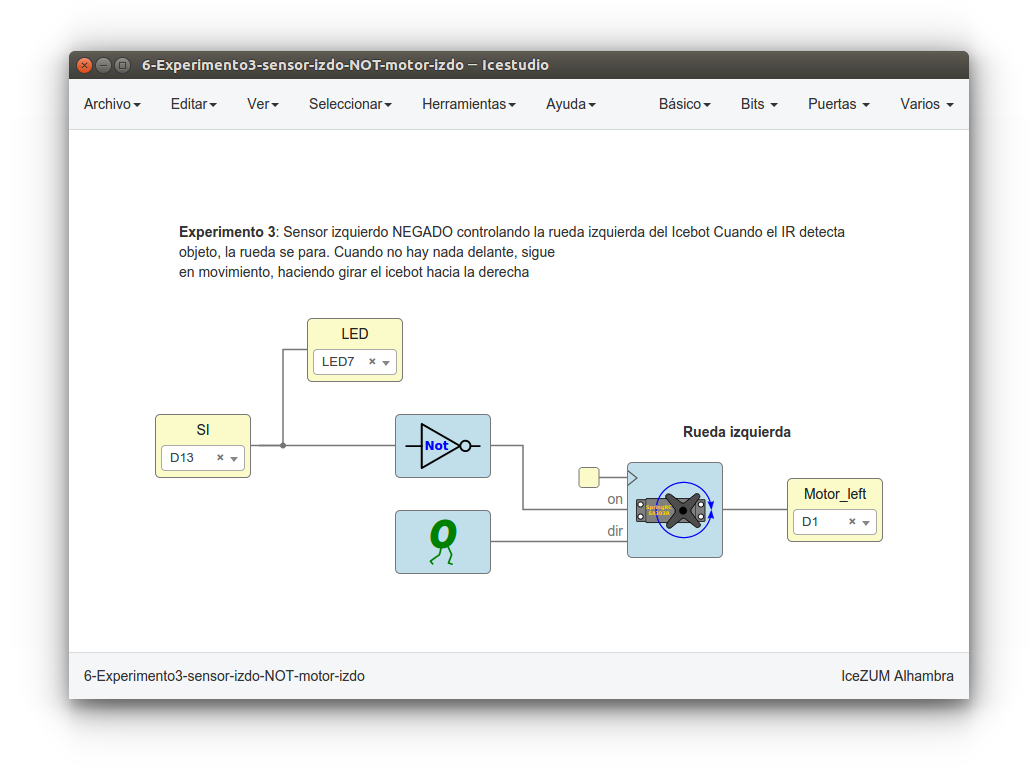 6-Experimento3-sensor-izdo-NOT-motor-izdo — Icestudio
Archivo Editar Ver Seleccionar Herramientas Ayuda Básico Bits Puertas Varios
Experimento 3: Sensor izquierdo NEGADO controlando la rueda izquierda del Icebot Cuando el IR detecta
objeto, la rueda se para. Cuando no hay nada delante, sigue
en movimiento, haciendo girar el icebot hacia la derecha
LED
LED7 ×
SI
D13 ×
Not
Rueda izquierda
on
dir
0
Motor_left
D1 ×
6-Experimento3-sensor-izdo-NOT-motor-izdo
IceZUM Alhambra